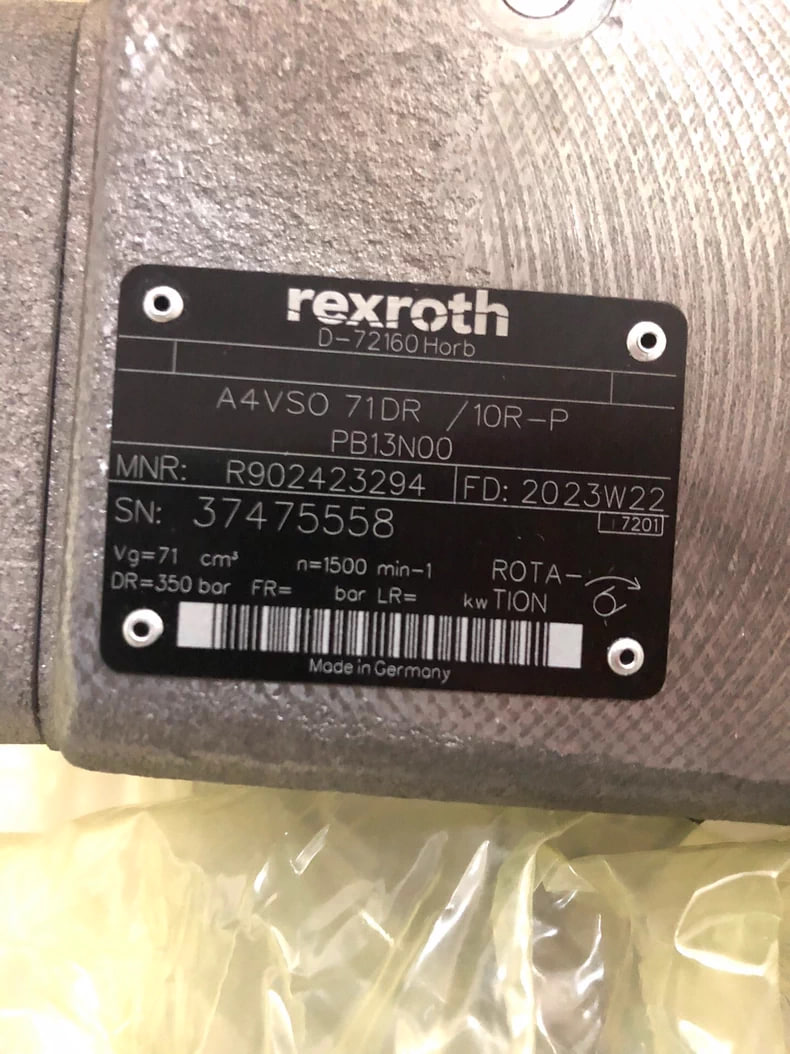 rexroth
D-72160 Horb
A4VSO 71DR /10R-P
PB13N00
MNR: R902423294 FD: 2023W22
SN: 37475558 7201
Vg=71 cm³ n=1500 min-1 ROTA-
DR=350 bar FR= bar LR= kw TION
Made in Germany